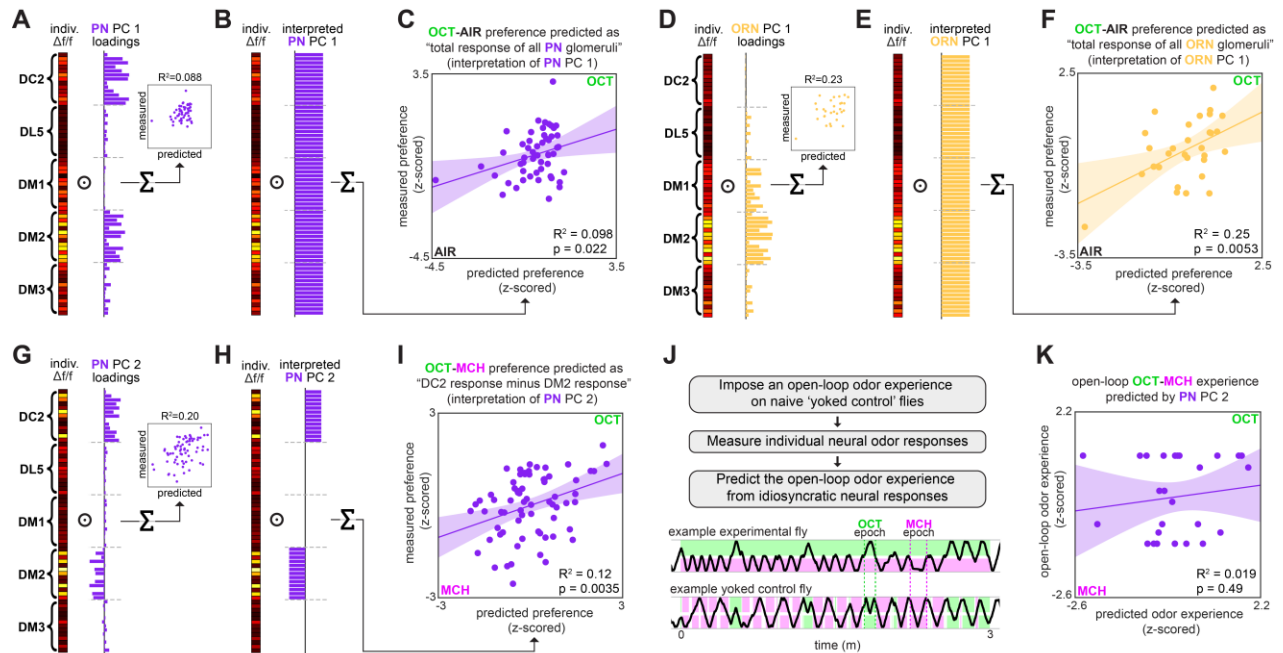 A
indiv.
Δf/f
PN PC 1
loadings
DC2
DL5
DM1
DM2
DM3
⊙
Σ
R²=0.088
measured
predicted
B
indiv.
Δf/f
interpreted
PN PC 1
⊙
Σ
C
OCT-AIR preference predicted as
“total response of all PN glomeruli”
(interpretation of PN PC 1)
3.5
OCT
measured preference
(z-scored)
R² = 0.098
p = 0.022
AIR
-4.5
-4.5
3.5
predicted preference
(z-scored)
D
indiv.
Δf/f
ORN PC 1
loadings
DC2
DL5
DM1
DM2
DM3
⊙
Σ
R²=0.23
measured
predicted
E
indiv.
Δf/f
interpreted
ORN PC 1
⊙
Σ
F
OCT-AIR preference predicted as
“total response of all ORN glomeruli”
(interpretation of ORN PC 1)
2.5
OCT
measured preference
(z-scored)
R² = 0.25
p = 0.0053
AIR
-3.5
-3.5
2.5
predicted preference
(z-scored)
G
indiv.
Δf/f
PN PC 2
loadings
DC2
DL5
DM1
DM2
DM3
⊙
Σ
R²=0.20
measured
predicted
H
indiv.
Δf/f
interpreted
PN PC 2
⊙
Σ
I
OCT-MCH preference predicted as
“DC2 response minus DM2 response”
(interpretation of PN PC 2)
3
OCT
measured preference
(z-scored)
R² = 0.12
p = 0.0035
MCH
-3
-3
3
predicted preference
(z-scored)
J
Impose an open-loop odor experience
on naive ‘yoked control’ flies
Measure individual neural odor responses
Predict the open-loop odor experience
from idiosyncratic neural responses
example experimental fly
OCT
epoch
MCH
epoch
example yoked control fly
0
3
time (m)
K
open-loop OCT-MCH experience
predicted by PN PC 2
2.2
OCT
open-loop odor experience
(z-scored)
R² = 0.019
p = 0.49
MCH
-2.6
-2.6
2.2
predicted odor experience
(z-scored)